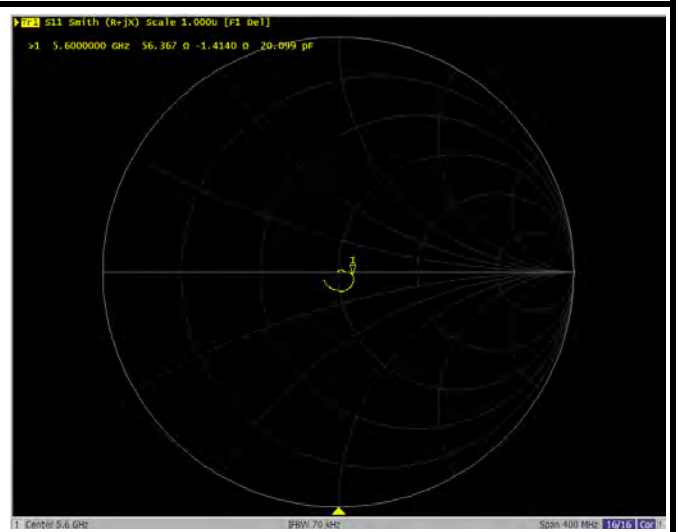 Tr1 S11 Smith (R+jX) Scale 1.000U [F1 Del]
>1 5.6000000 GHz 56.367 Ω -1.4140 Ω 20.099 pF
1
1 Center 5.6 GHz IFBW 70 kHz Span 400 MHz 16/16 Cor !